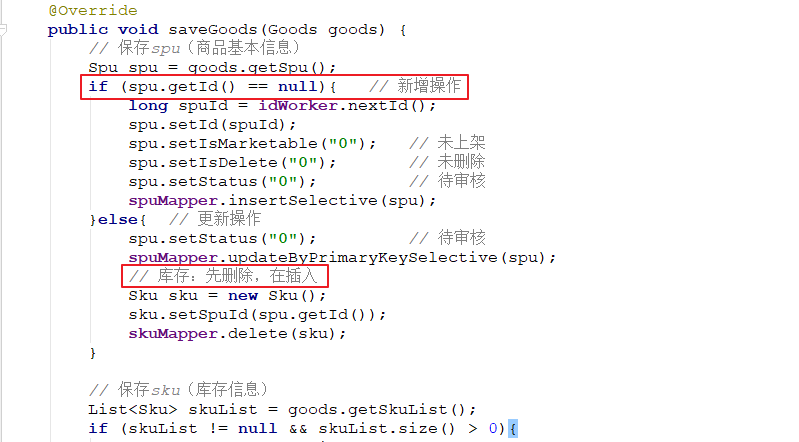 @Override
public void saveGoods(Goods goods) {
// 保存spu（商品基本信息）
Spu spu = goods.getSpu();
if (spu.getId() == null){   // 新增操作
long spuId = idWorker.nextId();
spu.setId(spuId);
spu.setIsMarketable("0");   // 未上架
spu.setIsDelete("0");       // 未删除
spu.setStatus("0");         // 待审核
spuMapper.insertSelective(spu);
}else{  // 更新操作
spu.setStatus("0");         // 待审核
spuMapper.updateByPrimaryKeySelective(spu);
// 库存：先删除，在插入
Sku sku = new Sku();
sku.setSpuId(spu.getId());
skuMapper.delete(sku);
}
// 保存sku（库存信息）
List<Sku> skuList = goods.getSkuList();
if (skuList != null && skuList.size() > 0){